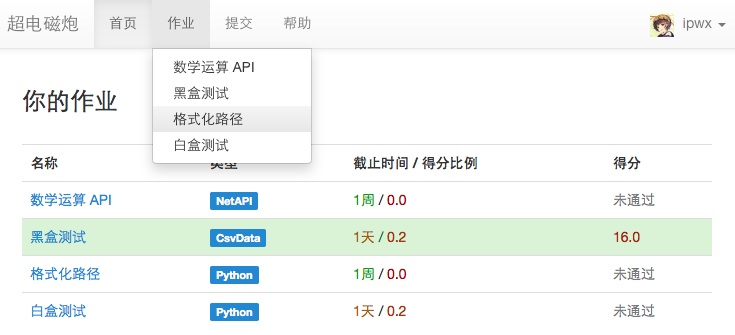 超电磁炮 首页 作业 提交 帮助 ipwx
数学运算 API
黑盒测试
格式化路径
白盒测试
你的作业
名称 类型 截止时间 / 得分比例 得分
数学运算 API NetAPI 1周 / 0.0 未通过
黑盒测试 CsvData 1天 / 0.2 16.0
格式化路径 Python 1周 / 0.0 未通过
白盒测试 Python 1天 / 0.2 未通过